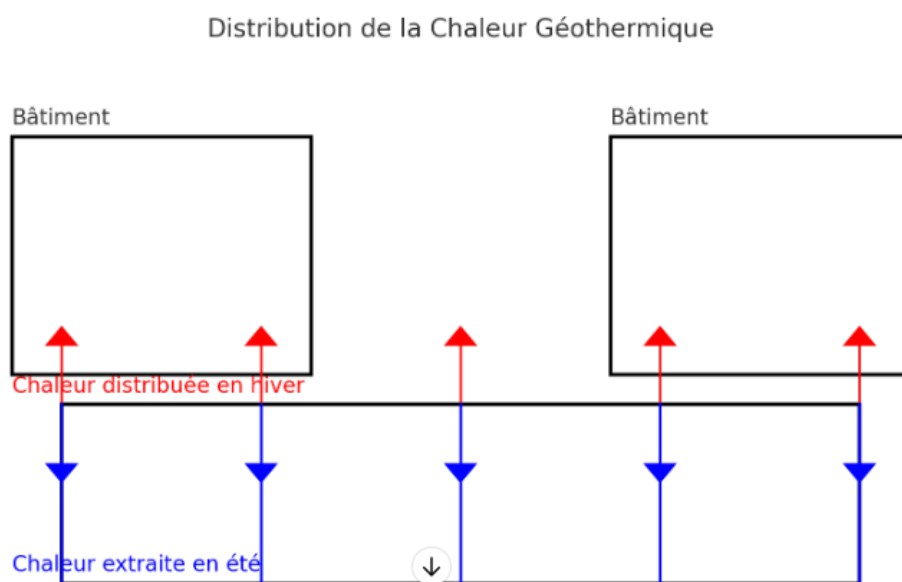 Distribution de la Chaleur Géothermique
Bâtiment
Bâtiment
Chaleur distribuée en hiver
Chaleur extraite en été